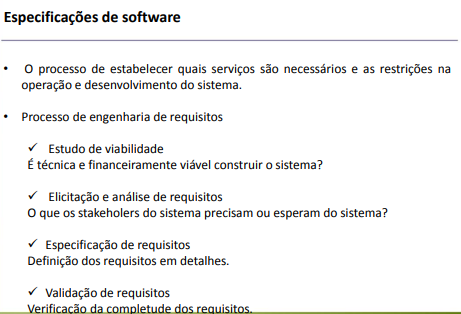 Especificações de software
• O processo de estabelecer quais serviços são necessários e as restrições na
operação e desenvolvimento do sistema.
• Processo de engenharia de requisitos
✓ Estudo de viabilidade
É técnica e financeiramente viável construir o sistema?
✓ Elicitação e análise de requisitos
O que os stakeholers do sistema precisam ou esperam do sistema?
✓ Especificação de requisitos
Definição dos requisitos em detalhes.
✓ Validação de requisitos
Verificação da completude dos requisitos.